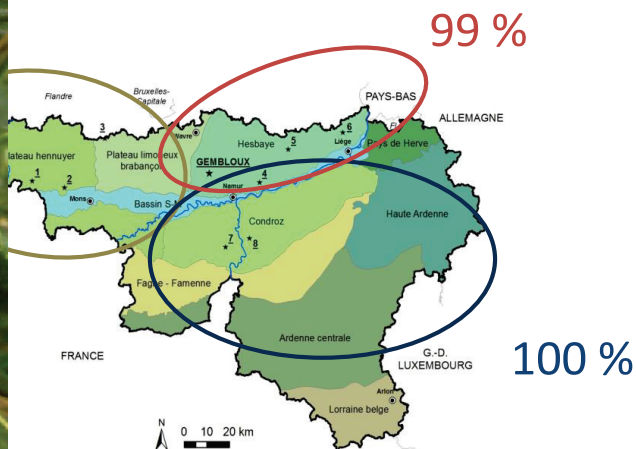 99 %
Flandre
Bruxelles-
Capitale
PAYS-BAS
ALLEMAGNE
3
Wavre
Hesbaye
5
6
Liège
Pays de Herve
lateau hennuyer
Plateau limoneux
brabançon
GEMBLOUX
1
2
4
Namur
Mons
Bassin S-M
Haute Ardenne
Condroz
7
8
Fagne - Famenne
Ardenne centrale
FRANCE
G.-D.
LUXEMBOURG
100 %
Arlon
Lorraine belge
N
0 10 20 km